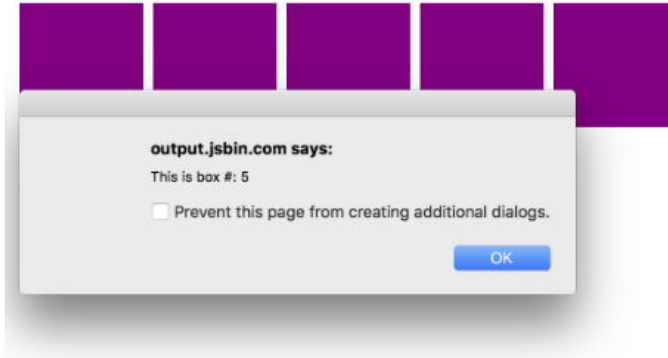 output.jsbin.com says:
This is box #: 5
Prevent this page from creating additional dialogs.
OK